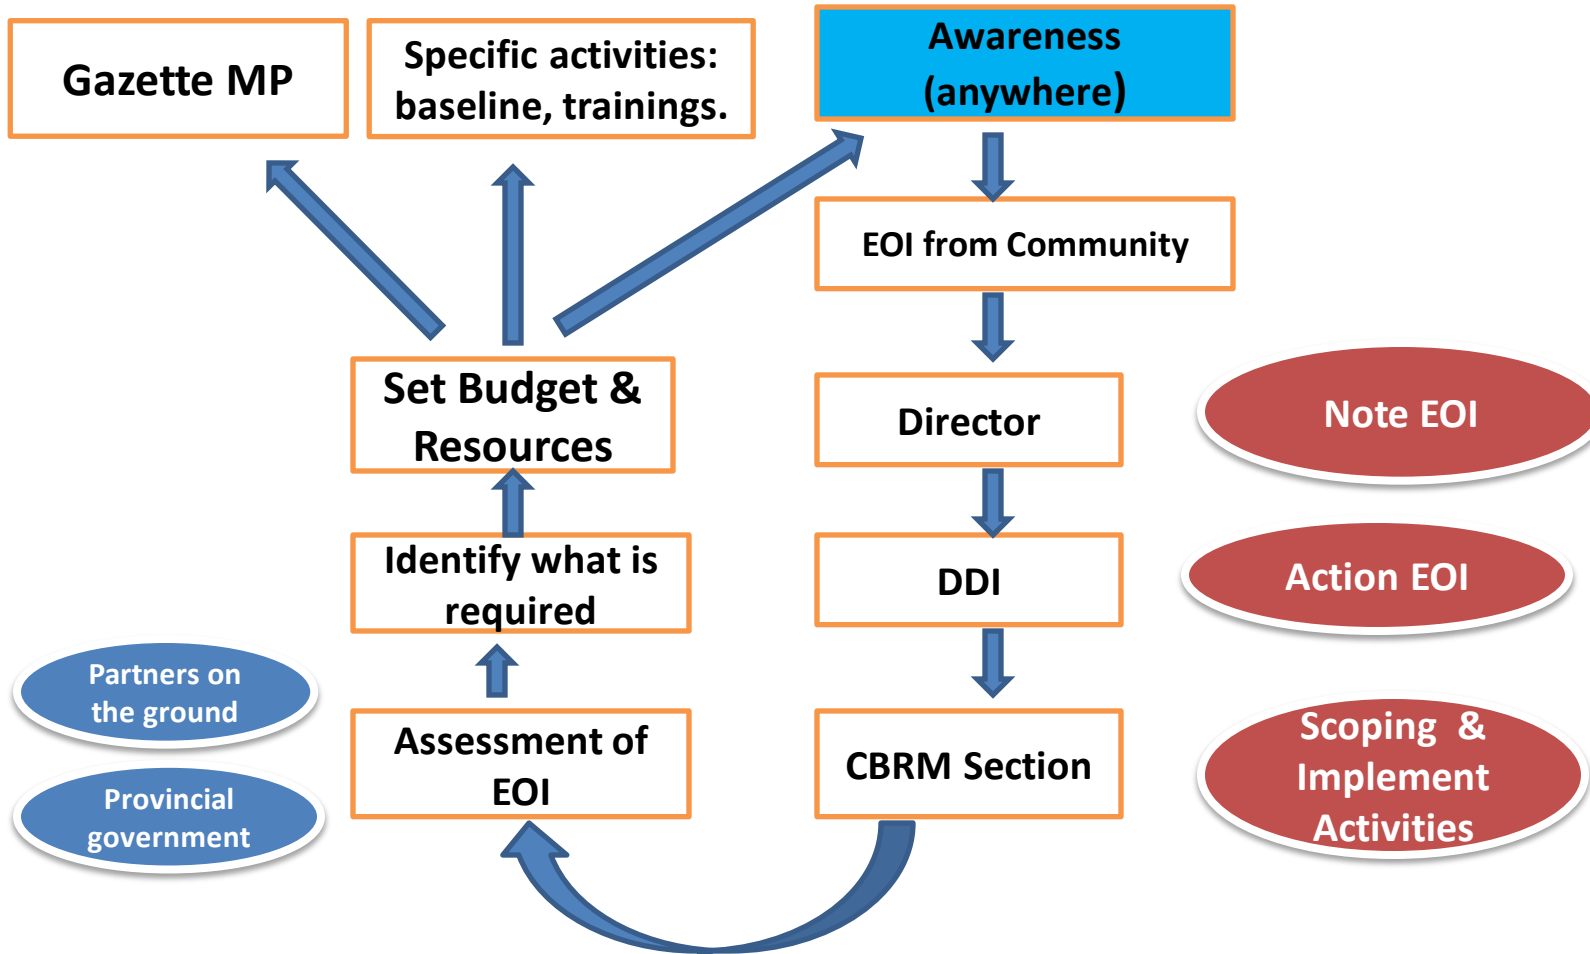 Gazette MP
Specific activities:
baseline, trainings.
Awareness
(anywhere)
EOI from Community
Set Budget &
Resources
Director
Note EOI
Identify what is
required
DDI
Action EOI
Partners on
the ground
Provincial
government
Assessment of
EOI
CBRM Section
Scoping &
Implement
Activities